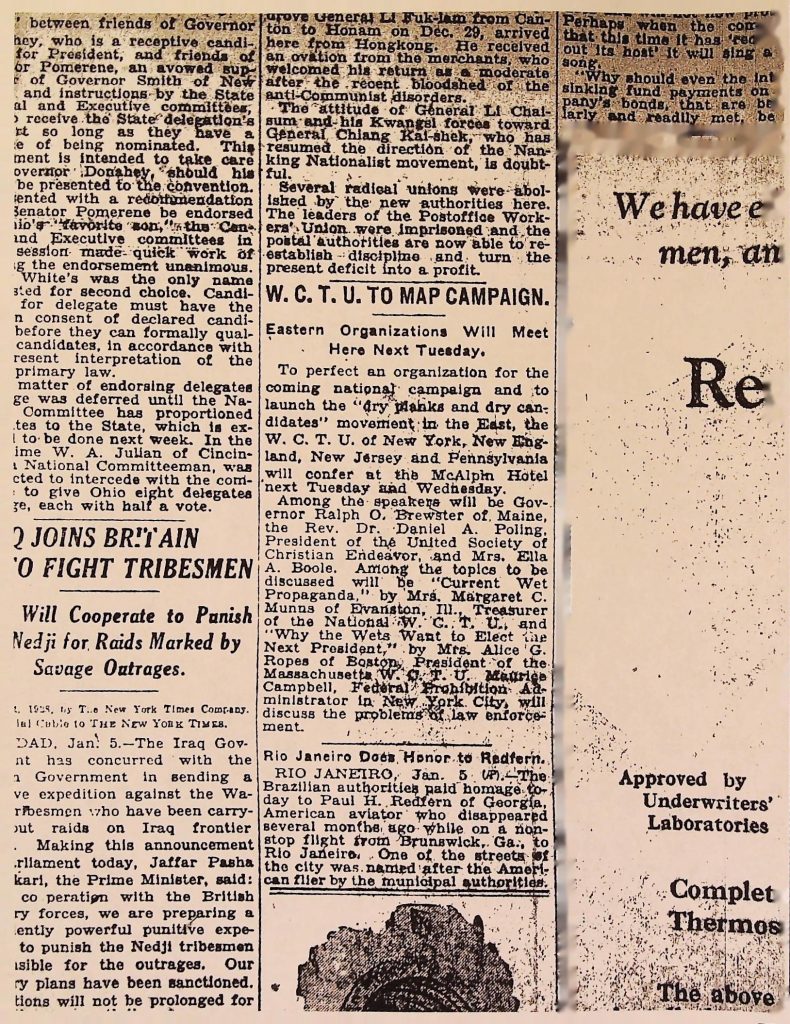 between friends of Governor
hey, who is a receptive candi-
for President, and friends of
or Pomerene, an avowed sup-
r of Governor Smith of New
and instructions by the State
al and Executive committees,
receive the State delegation's
rt so long as they have a
e of being nominated. This
ment is intended to take care
overnor Donahey, should his
be presented to the convention.
ented with a recommendation
Senator Pomerene be endorsed
hio's "favorite son," the Cen-
and Executive committees in
session made quick work of
g the endorsement unanimous.
White's was the only name
sted for second choice. Candi-
for delegate must have the
n consent of declared candi-
before they can formally qual-
candidates, in accordance with
resent interpretation of the
primary law.
matter of endorsing delegates
ge was deferred until the Na-
Committee has proportioned
tes to the State, which is ex-
l to be done next week. In the
ime W. A. Julian of Cincin-
National Committeeman, was
cted to intercede with the com-
to give Ohio eight delegates
ge, each with half a vote.
Q JOINS BRITAIN
TO FIGHT TRIBESMEN
Will Cooperate to Punish
Nedji for Raids Marked by
Savage Outrages.
t, 1928, by The New York Times Company.
ial Cable to THE NEW YORK TIMES.
DAD, Jan. 5.—The Iraq Gov-
nt has concurred with the
Government in sending a
ve expedition against the Wa-
ribesmen who have been carry-
out raids on Iraq frontier
. Making this announcement
rliament today, Jaffar Pasha
kari, the Prime Minister, said:
co peration with the British
ry forces, we are preparing a
ently powerful punitive expe-
to punish the Nedji tribesmen
sible for the outrages. Our
ry plans have been sanctioned.
tions will not be prolonged for
drove General Li Fuk-lam from Can-
ton to Honam on Dec. 29, arrived
here from Hongkong. He received
an ovation from the merchants, who
welcomed his return as a moderate
after the recent bloodshed of the
anti-Communist disorders.
The attitude of General Li Chai-
sum and his Kwangsi forces toward
General Chiang Kai-shek, who has
resumed the direction of the Nan-
king Nationalist movement, is doubt-
ful.
Several radical unions were abol-
ished by the new authorities here.
The leaders of the Postoffice Work-
ers' Union were imprisoned and the
postal authorities are now able to re-
establish discipline and turn the
present deficit into a profit.
W. C. T. U. TO MAP CAMPAIGN.
Eastern Organizations Will Meet
Here Next Tuesday.
To perfect an organization for the
coming national campaign and to
launch the "dry planks and dry can-
didates" movement in the East, the
W. C. T. U. of New York, New Eng-
land, New Jersey and Pennsylvania
will confer at the McAlpin Hotel
next Tuesday and Wednesday.
Among the speakers will be Gov-
ernor Ralph O. Brewster of Maine,
the Rev. Dr. Daniel A. Poling,
President of the United Society of
Christian Endeavor, and Mrs. Ella
A. Boole. Among the topics to be
discussed will be "Current Wet
Propaganda," by Mrs. Margaret C.
Munns of Evanston, Ill., Treasurer
of the National W. C. T. U., and
"Why the Wets Want to Elect the
Next President," by Mrs. Alice G.
Ropes of Boston, President of the
Massachusetts W. C. T. U. Maurice
Campbell, Federal Prohibition Ad-
ministrator in New York City, will
discuss the problems of law enforce-
ment.
Rio Janeiro Does Honor to Redfern.
RIO JANEIRO, Jan. 5 (AP).—The
Brazilian authorities paid homage to-
day to Paul H. Redfern of Georgia,
American aviator who disappeared
several months ago while on a non-
stop flight from Brunswick, Ga., to
Rio Janeiro. One of the streets of
the city was named after the Ameri-
can flier by the municipal authorities.
Perhaps when the com-
that this time it has 'red
out its host' it will sing a
song.
"Why should even the int
sinking fund payments on
pany's bonds, that are be
larly and readily met, be
We have e
men, an
Re
Approved by
Underwriters'
Laboratories
Complet
Thermos
The above